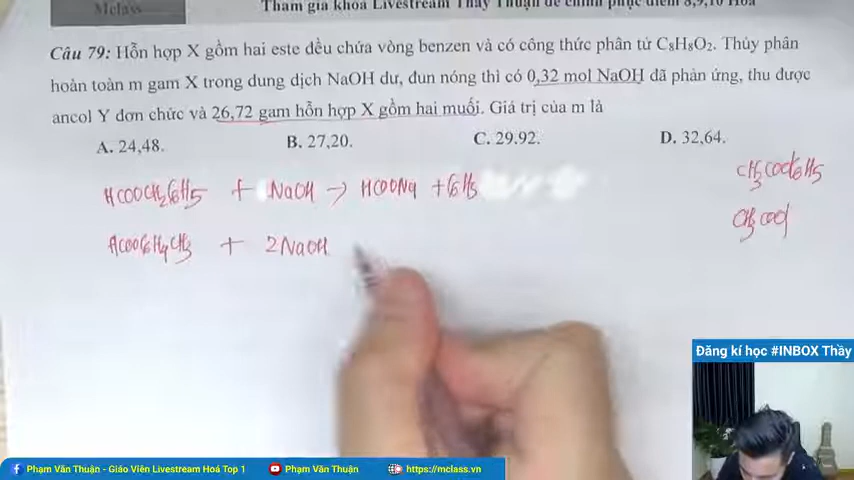 Mclass
Tham gia khóa Livestream Thầy Thuận để chinh phục điểm 8,9,10 Hóa
Câu 79: Hỗn hợp X gồm hai este đều chứa vòng benzen và có công thức phân tử C₈H₈O₂. Thủy phân
hoàn toàn m gam X trong dung dịch NaOH dư, đun nóng thì có 0,32 mol NaOH đã phản ứng, thu được
ancol Y đơn chức và 26,72 gam hỗn hợp X gồm hai muối. Giá trị của m là
A. 24,48. B. 27,20. C. 29.92. D. 32,64.
HCOOCH₂C₆H₅ + NaOH → HCOONa + C₆H₅
HCOOC₆H₄CH₃ + 2NaOH
CH₃COOC₆H₅
CH₃COO
Đăng kí học #INBOX Thầy
Phạm Văn Thuận - Giáo Viên Livestream Hoá Top 1 Phạm Văn Thuận https://mclass.vn